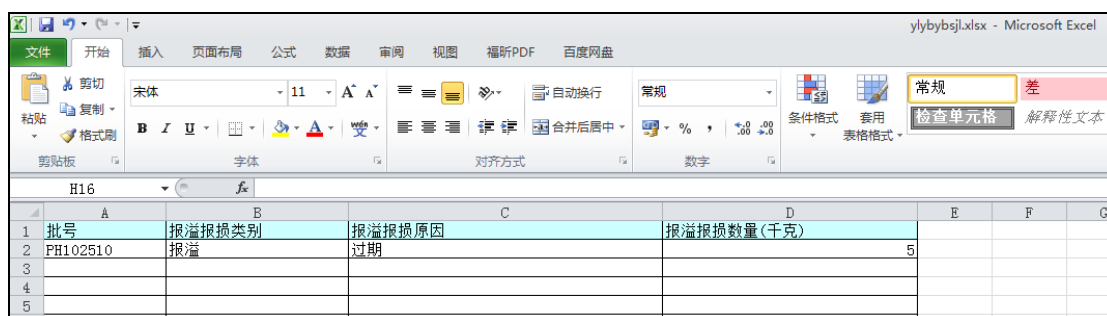 ylybybsjl.xlsx - Microsoft Excel
文件 开始 插入 页面布局 公式 数据 审阅 视图 福昕PDF 百度网盘
剪切 宋体 11 A A 自动换行 常规 常规 差
复制
粘贴 格式刷 B I U A 合并后居中 % 条件格式 套用 表格格式 检查单元格 解释性文本
剪贴板 字体 对齐方式 数字
H16 fx
A B C D E F G
1 批号 报溢报损类别 报溢报损原因 报溢报损数量(千克)
2 PH102510 报溢 过期 5
3
4
5